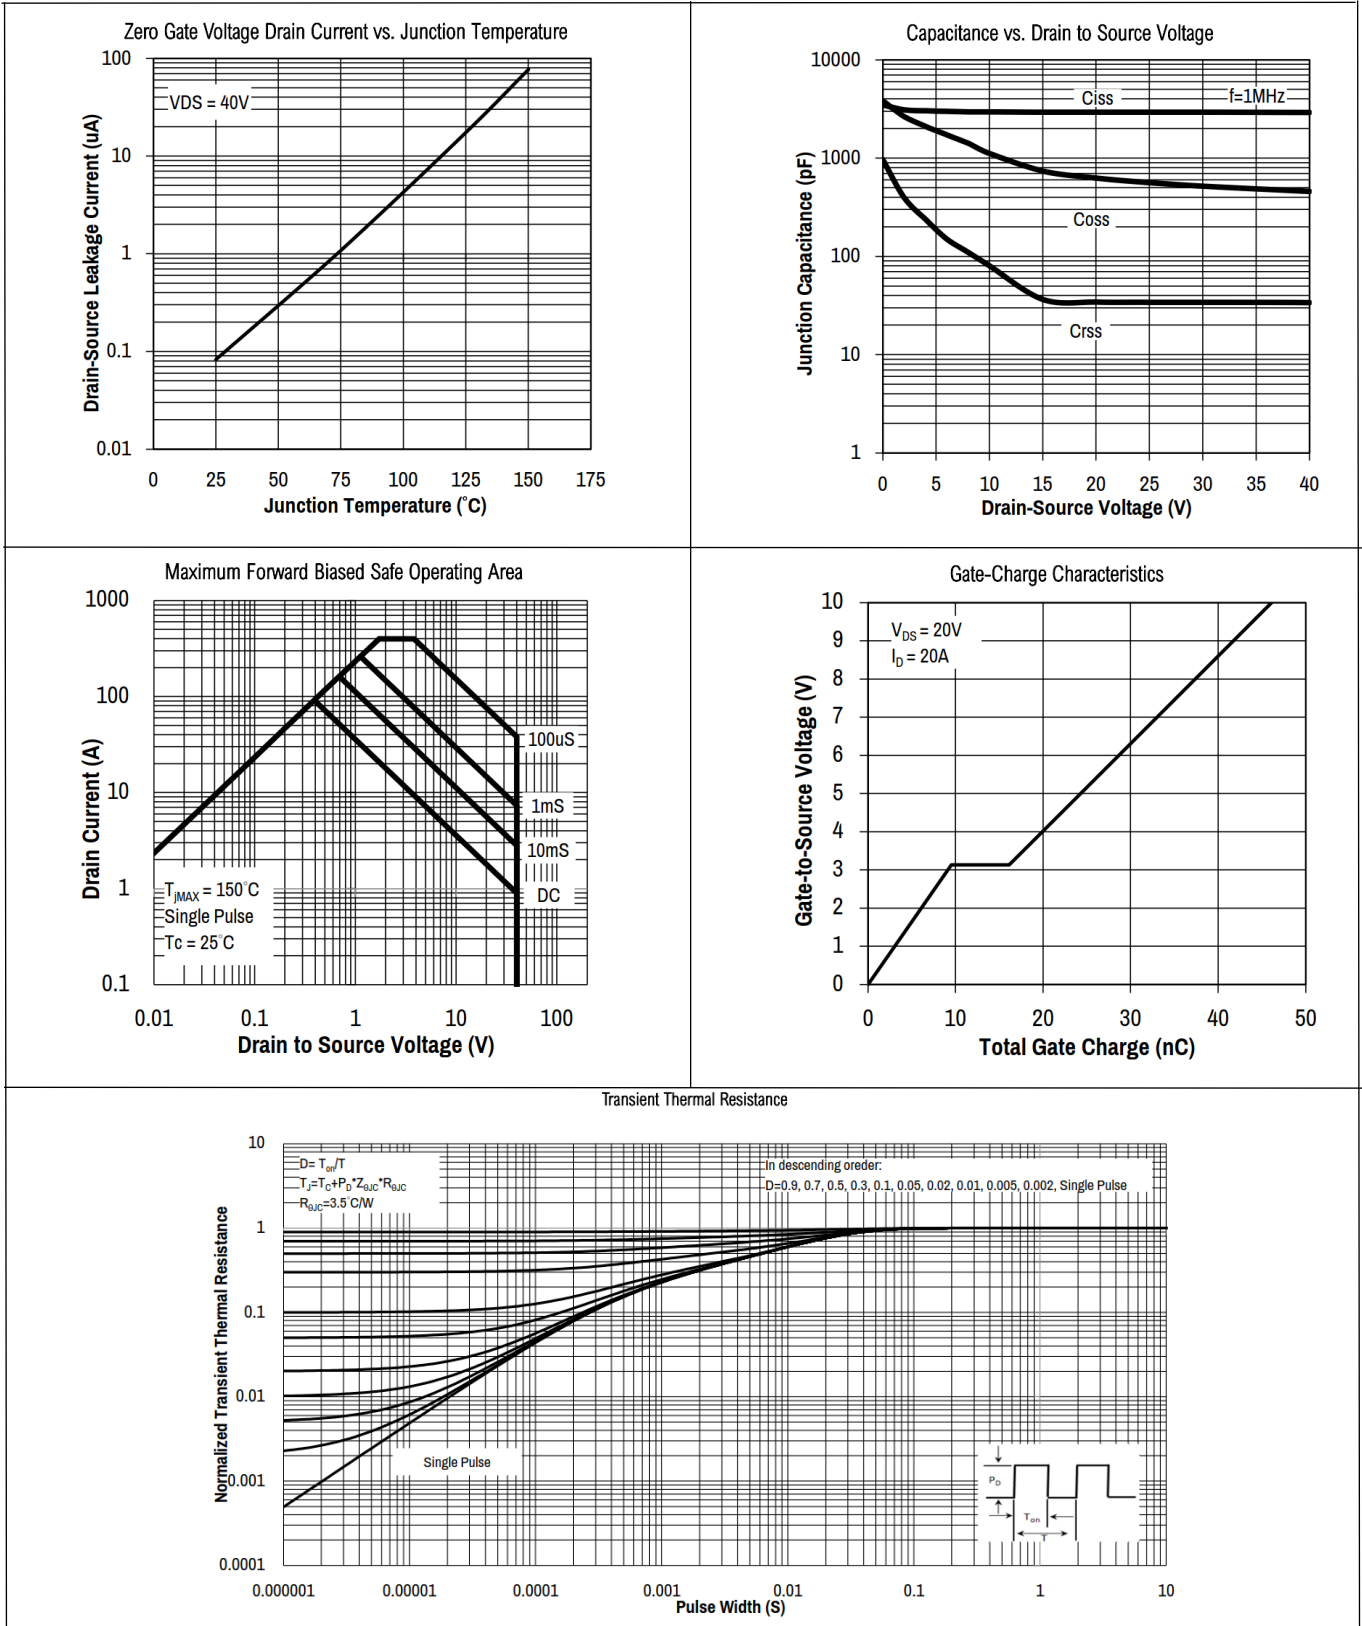 Zero Gate Voltage Drain Current vs. Junction Temperature
100
10
1
0.1
0.01
Drain-Source Leakage Current (uA)
VDS = 40V
0 25 50 75 100 125 150 175
Junction Temperature (°C)
Capacitance vs. Drain to Source Voltage
10000
1000
100
10
1
Junction Capacitance (pF)
Ciss
f=1MHz
Coss
Crss
0 5 10 15 20 25 30 35 40
Drain-Source Voltage (V)
Maximum Forward Biased Safe Operating Area
1000
100
10
1
0.1
Drain Current (A)
100uS
1mS
10mS
DC
TjMAX = 150°C
Single Pulse
Tc = 25°C
0.01 0.1 1 10 100
Drain to Source Voltage (V)
Gate-Charge Characteristics
10
9
8
7
6
5
4
3
2
1
0
Gate-to-Source Voltage (V)
VDS = 20V
ID = 20A
0 10 20 30 40 50
Total Gate Charge (nC)
Transient Thermal Resistance
10
1
0.1
0.01
0.001
0.0001
Normalized Transient Thermal Resistance
D= Ton/T
TJ=TC+PD*ZθJC*RθJC
RθJC=3.5°C/W
In descending oreder:
D=0.9, 0.7, 0.5, 0.3, 0.1, 0.05, 0.02, 0.01, 0.005, 0.002, Single Pulse
Single Pulse
PD
Ton
T
0.000001 0.00001 0.0001 0.001 0.01 0.1 1 10
Pulse Width (S)